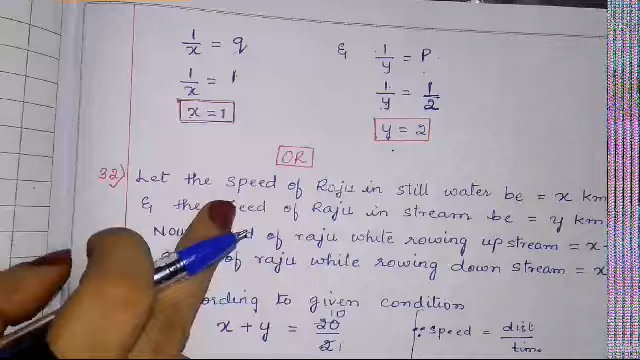 1/x = q & 1/y = P
1/x = 1 1/y = 1/2
x = 1 y = 2
OR
32) Let the speed of Raju in still water be = x km
& the speed of Raju in stream be = y km
of raju while rowing upstream = x-
of raju while rowing down stream = x
given condition
x + y = 20/2 10 1 ∵ speed = dist/time